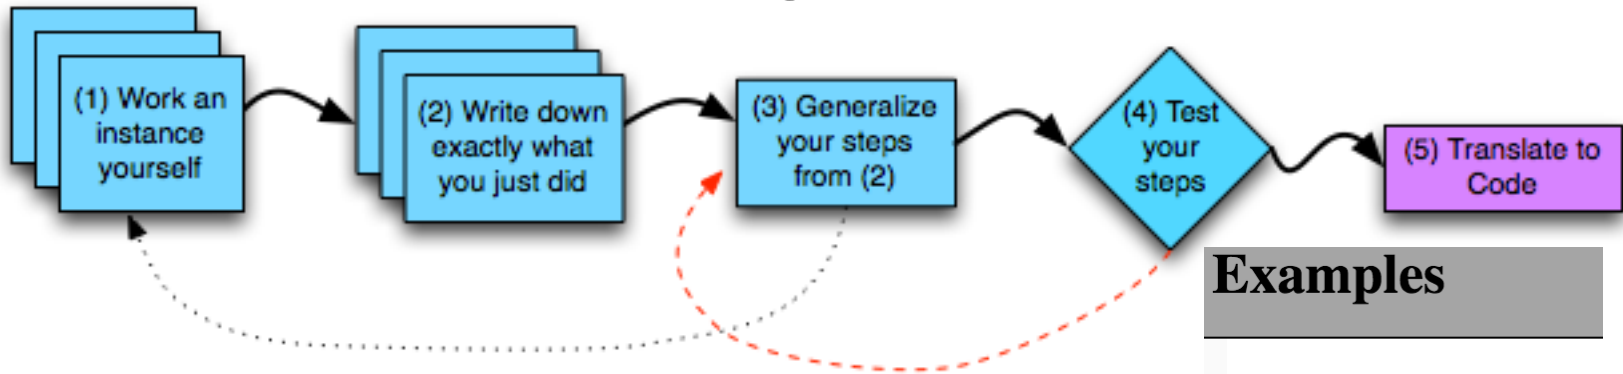 (1) Work an
instance
yourself
(2) Write down
exactly what
you just did
(3) Generalize
your steps
from (2)
(4) Test
your
steps
(5) Translate to
Code
Examples